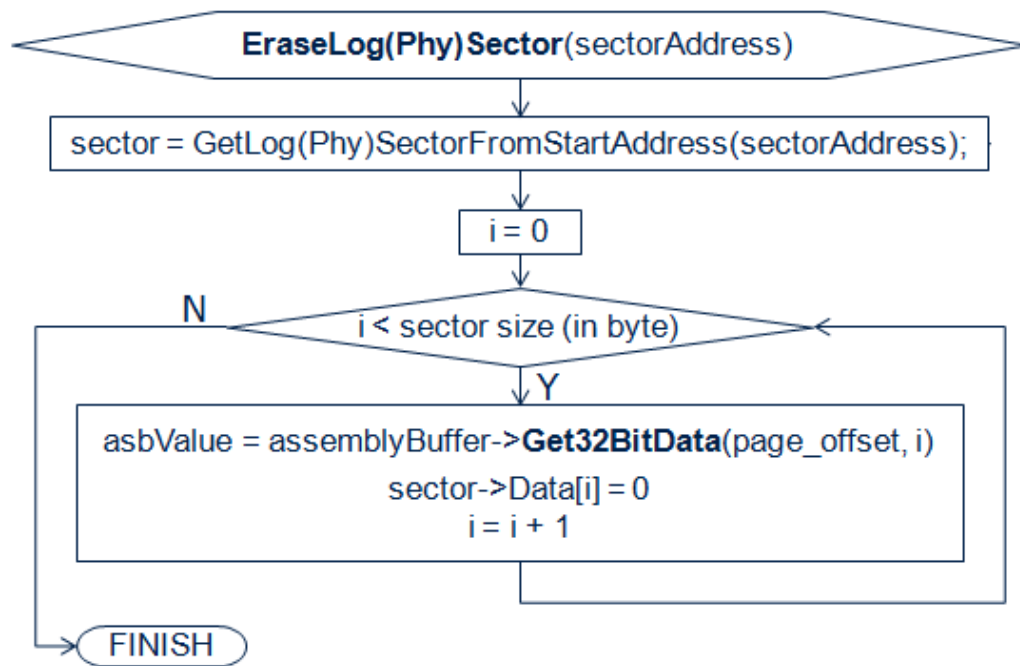 EraseLog(Phy)Sector(sectorAddress)
sector = GetLog(Phy)SectorFromStartAddress(sectorAddress);
i = 0
N
i < sector size (in byte)
Y
asbValue = assemblyBuffer->Get32BitData(page_offset, i)
sector->Data[i] = 0
i = i + 1
FINISH